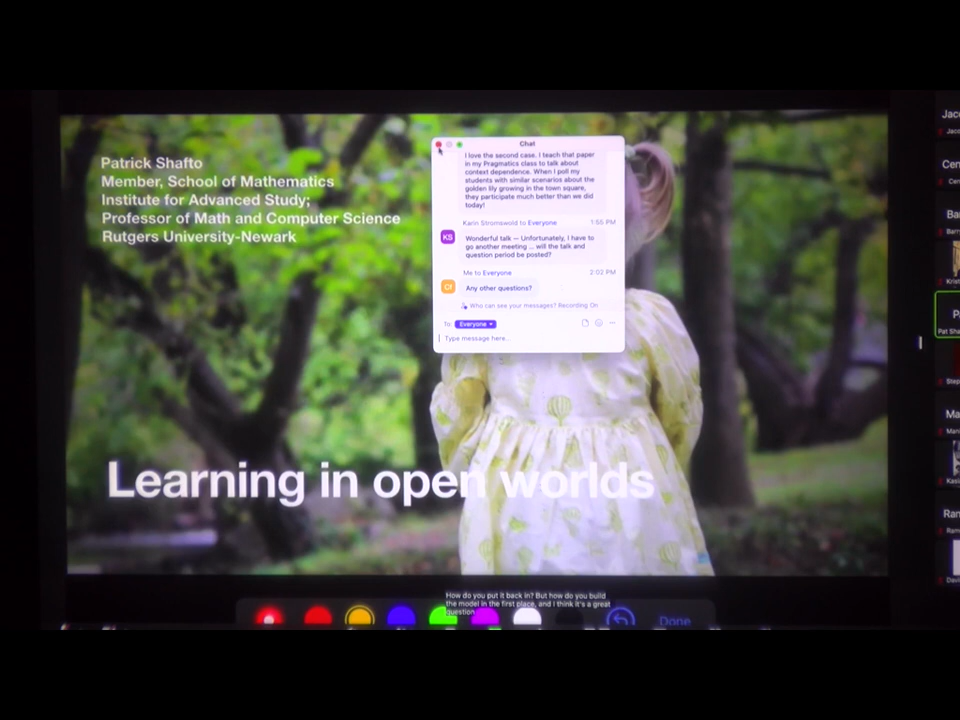 Patrick Shafto
Member, School of Mathematics
Institute for Advanced Study;
Professor of Math and Computer Science
Rutgers University-Newark
Chat
I love the second case. I teach that paper
in my Pragmatics class to talk about
context dependence. When I poll my
students with similar scenarios about the
golden lily growing in the town square,
they participate much better than we did
today!
Karin Stromswold to Everyone 1:55 PM
KS
Wonderful talk — Unfortunately, I have to
go another meeting ... will the talk and
question period be posted?
Me to Everyone 2:02 PM
Any other questions?
Who can see your messages? Recording On
To: Everyone
Type message here...
Learning in open worlds
How do you put it back in? But how do you build
the model in the first place, and I think it's a great
question
Done
Pat Sha